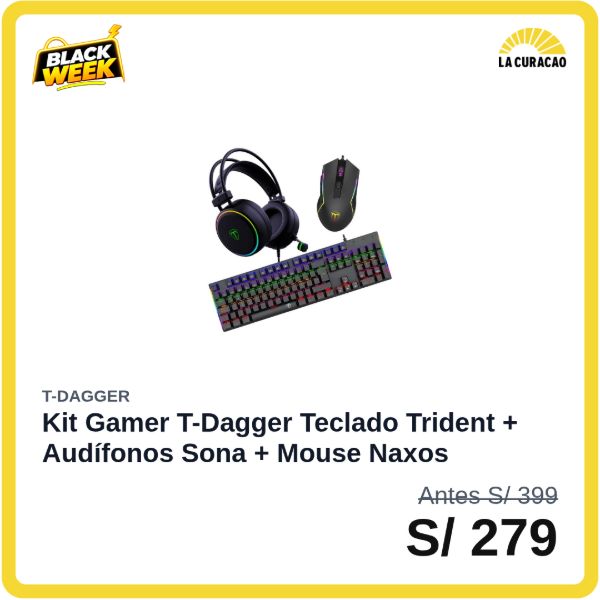 BLACK
WEEK
LA CURACAO
T-DAGGER
Kit Gamer T-Dagger Teclado Trident +
Audífonos Sona + Mouse Naxos
Antes S/ 399
S/ 279